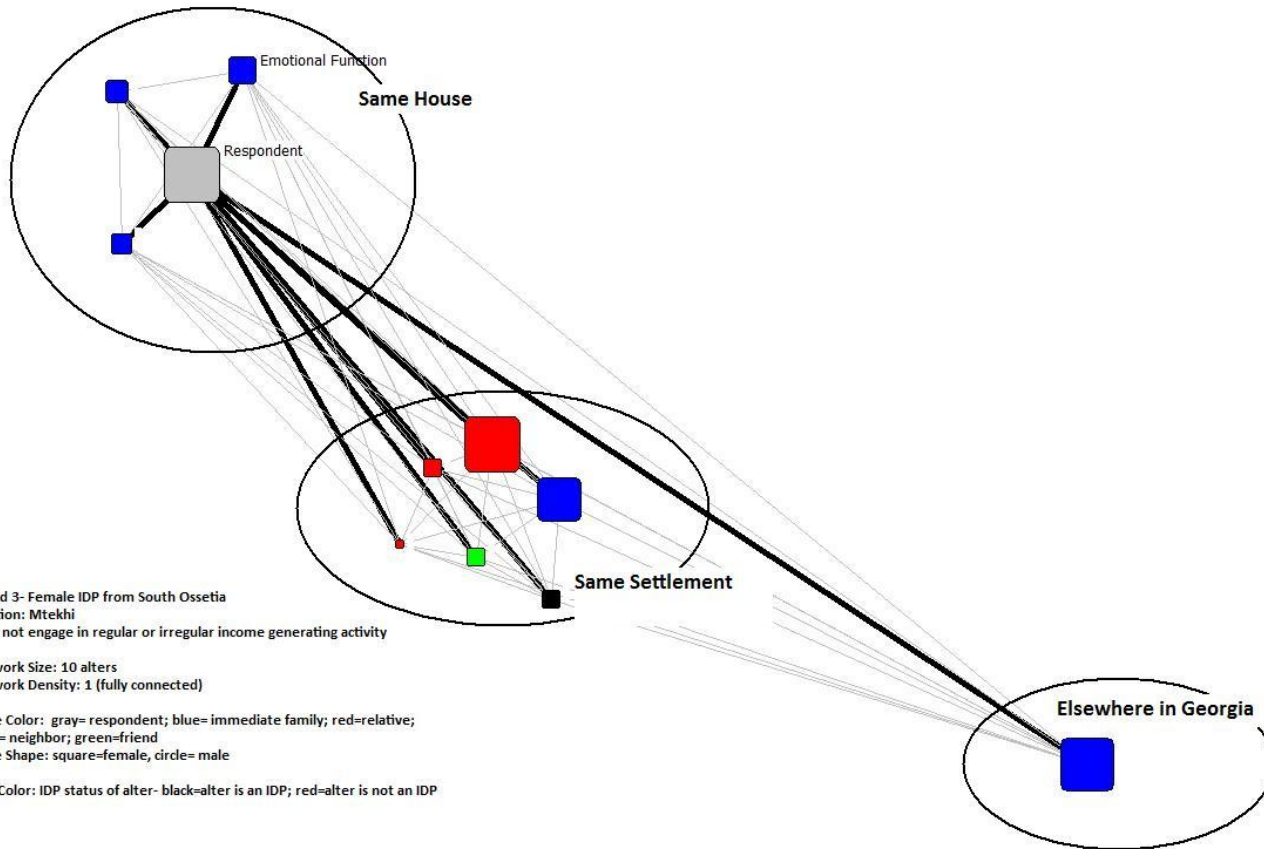 Emotional Function
Same House
Respondent
Same Settlement
d 3- Female IDP from South Ossetia
tion: Mtekhi
not engage in regular or irregular income generating activity
work Size: 10 alters
work Density: 1 (fully connected)
Color: gray= respondent; blue= immediate family; red=relative;
= neighbor; green=friend
Shape: square=female, circle= male
Color: IDP status of alter- black=alter is an IDP; red=alter is not an IDP
Elsewhere in Georgia